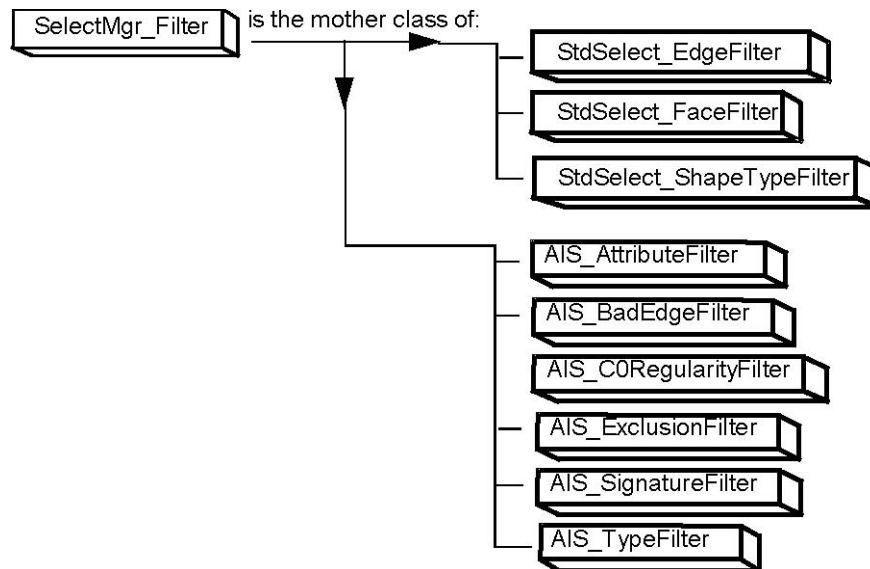 SelectMgr_Filter
is the mother class of:
StdSelect_EdgeFilter
StdSelect_FaceFilter
StdSelect_ShapeTypeFilter
AIS_AttributeFilter
AIS_BadEdgeFilter
AIS_C0RegularityFilter
AIS_ExclusionFilter
AIS_SignatureFilter
AIS_TypeFilter